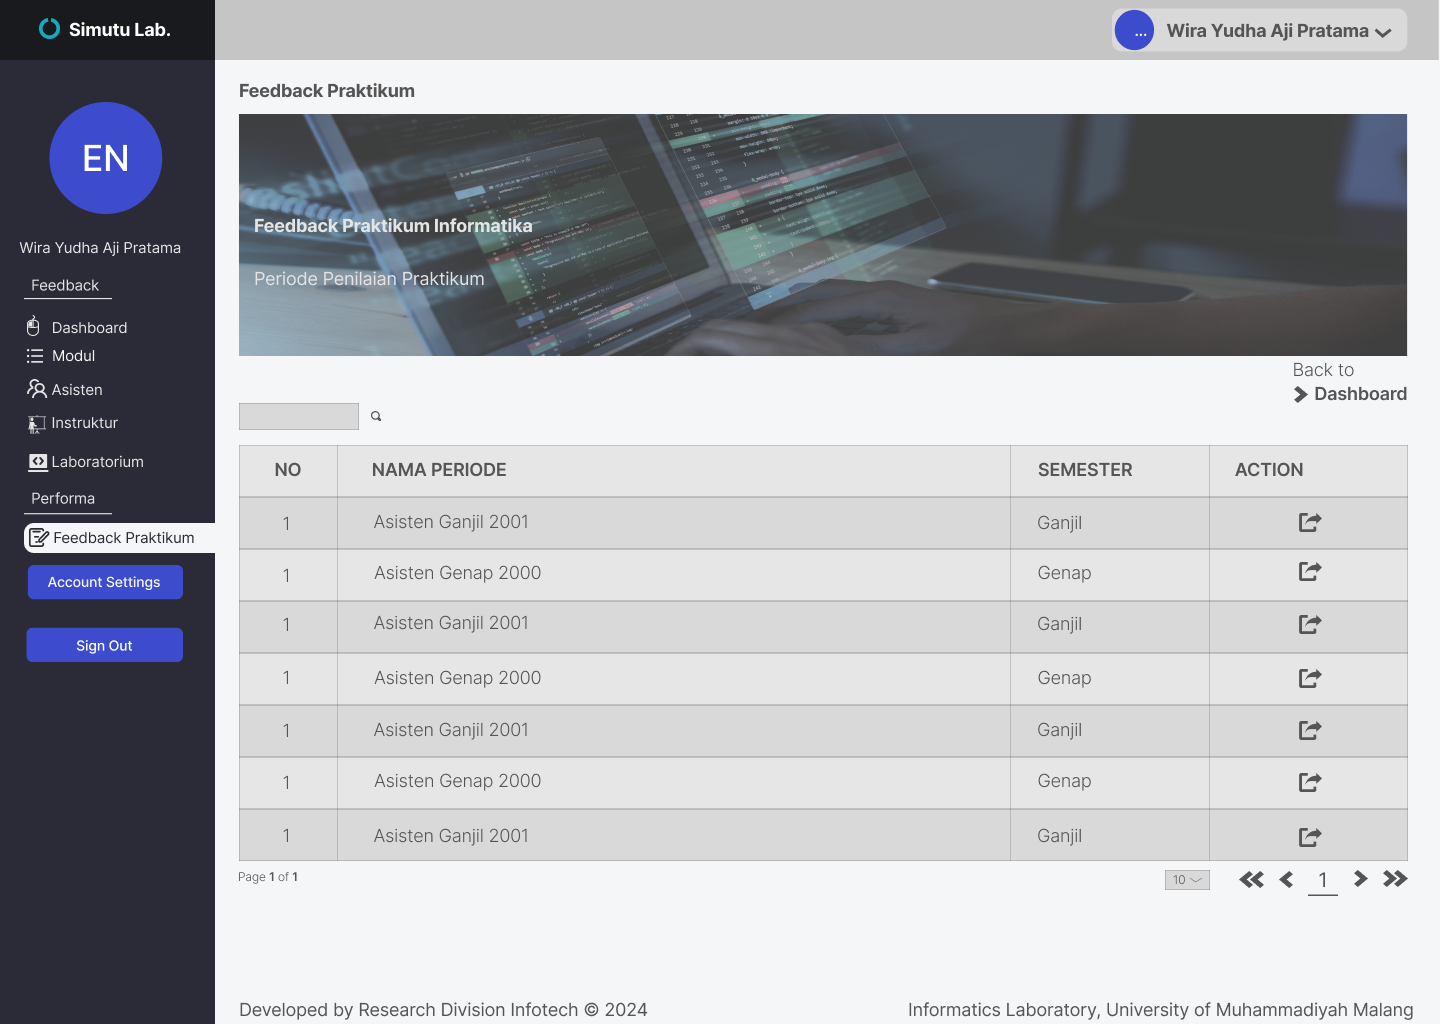 Simutu Lab.
... Wira Yudha Aji Pratama
EN
Wira Yudha Aji Pratama
Feedback
Dashboard
Modul
Asisten
Instruktur
Laboratorium
Performa
Feedback Praktikum
Account Settings
Sign Out
Feedback Praktikum
Feedback Praktikum Informatika
Periode Penilaian Praktikum
Back to
Dashboard
NO NAMA PERIODE SEMESTER ACTION
1 Asisten Ganjil 2001 Ganjil
1 Asisten Genap 2000 Genap
1 Asisten Ganjil 2001 Ganjil
1 Asisten Genap 2000 Genap
1 Asisten Ganjil 2001 Ganjil
1 Asisten Genap 2000 Genap
1 Asisten Ganjil 2001 Ganjil
Page 1 of 1 10 1
Developed by Research Division Infotech © 2024 Informatics Laboratory, University of Muhammadiyah Malang